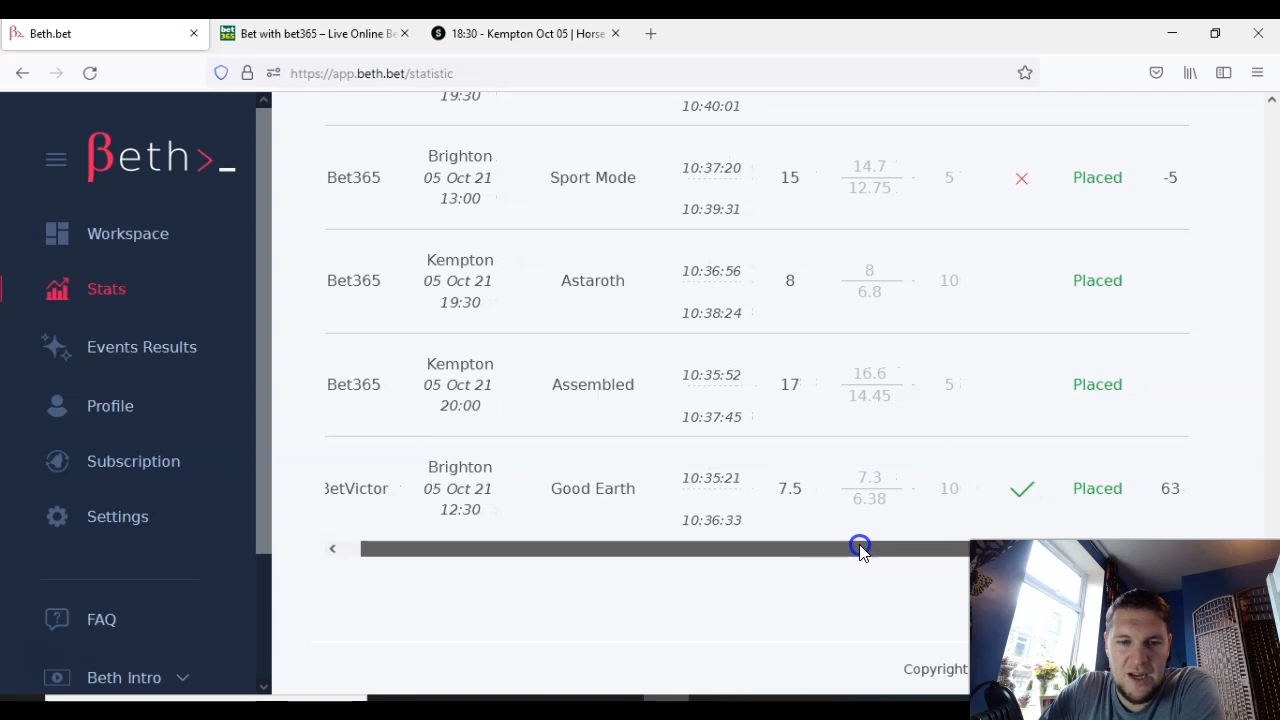 Beth.bet
Bet with bet365 – Live Online Be
18:30 - Kempton Oct 05 | Horse
https://app.beth.bet/statistic
βeth>_
Workspace
Stats
Events Results
Profile
Subscription
Settings
FAQ
Beth Intro
19:30
10:40:01
Bet365
Brighton
05 Oct 21
13:00
Sport Mode
10:37:20
10:39:31
15
14.7
12.75
5
Placed
-5
Bet365
Kempton
05 Oct 21
19:30
Astaroth
10:36:56
10:38:24
8
8
6.8
10
Placed
Bet365
Kempton
05 Oct 21
20:00
Assembled
10:35:52
10:37:45
17
16.6
14.45
5
Placed
BetVictor
Brighton
05 Oct 21
12:30
Good Earth
10:35:21
10:36:33
7.5
7.3
6.38
10
Placed
63
Copyright